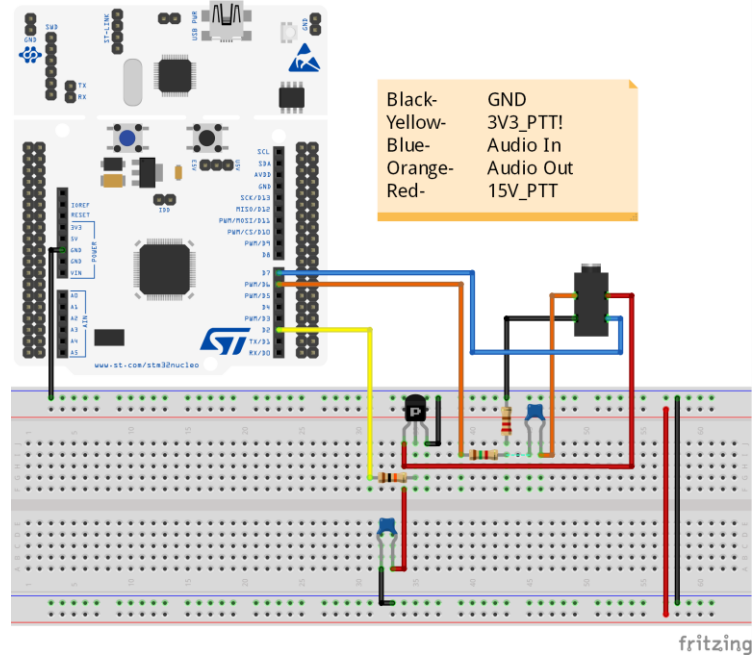 GND
SWD
ST-LINK
USB PWR
GND
TX
RX
IDD
IOREF
RESET
3V3
5V
GND
GND
VIN
POWER
A0
A1
A2
A3
A4
A5
AIN
SCL
SDA
AVDD
GND
SCK/D13
MISO/D12
PWM/MOSI/D11
PWM/CS/D10
PWM/D9
D8
D7
PWM/D6
PWM/D5
D4
PWM/D3
D2
TX/D1
RX/D0
ST
www.st-com/stm32nucleo
Black- GND
Yellow- 3V3_PTT!
Blue- Audio In
Orange- Audio Out
Red- 15V_PTT
P
fritzing